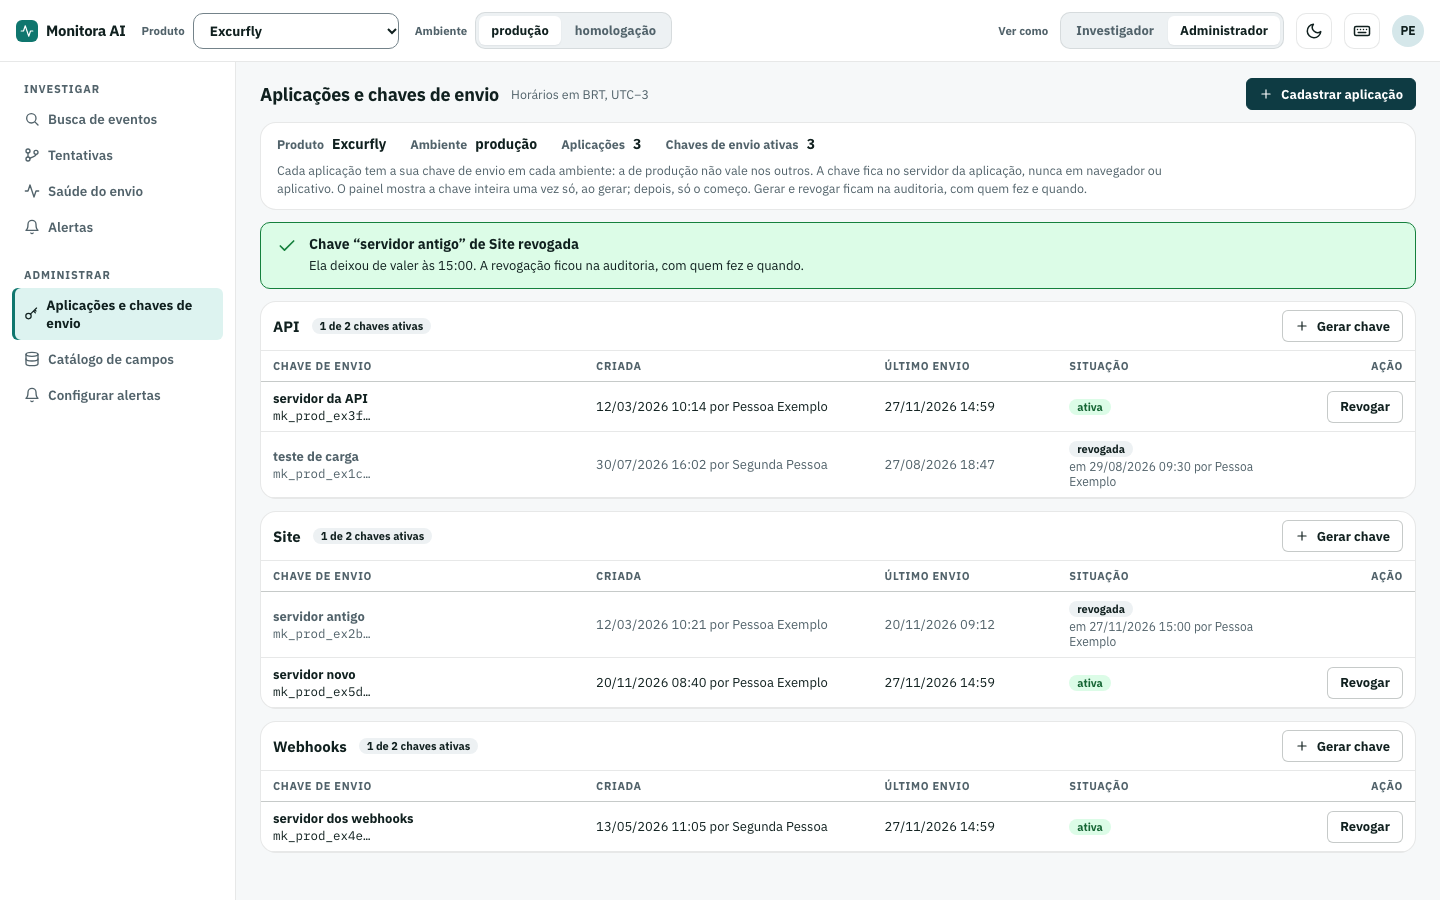 Monitora AI
Produto
Excurfly
Ambiente
produção
homologação
Ver como
Investigador
Administrador
PE
INVESTIGAR
Busca de eventos
Tentativas
Saúde do envio
Alertas
ADMINISTRAR
Aplicações e chaves de
envio
Catálogo de campos
Configurar alertas
Aplicações e chaves de envio
Horários em BRT, UTC−3
Cadastrar aplicação
Produto Excurfly Ambiente produção Aplicações 3 Chaves de envio ativas 3
Cada aplicação tem a sua chave de envio em cada ambiente: a de produção não vale nos outros. A chave fica no servidor da aplicação, nunca em navegador ou
aplicativo. O painel mostra a chave inteira uma vez só, ao gerar; depois, só o começo. Gerar e revogar ficam na auditoria, com quem fez e quando.
Chave “servidor antigo” de Site revogada
Ela deixou de valer às 15:00. A revogação ficou na auditoria, com quem fez e quando.
API 1 de 2 chaves ativas
Gerar chave
CHAVE DE ENVIO CRIADA ÚLTIMO ENVIO SITUAÇÃO AÇÃO
servidor da API
mk_prod_ex3f…
12/03/2026 10:14 por Pessoa Exemplo
27/11/2026 14:59
ativa
Revogar
teste de carga
mk_prod_ex1c…
30/07/2026 16:02 por Segunda Pessoa
27/08/2026 18:47
revogada
em 29/08/2026 09:30 por Pessoa
Exemplo
Site 1 de 2 chaves ativas
Gerar chave
CHAVE DE ENVIO CRIADA ÚLTIMO ENVIO SITUAÇÃO AÇÃO
servidor antigo
mk_prod_ex2b…
12/03/2026 10:21 por Pessoa Exemplo
20/11/2026 09:12
revogada
em 27/11/2026 15:00 por Pessoa
Exemplo
servidor novo
mk_prod_ex5d…
20/11/2026 08:40 por Pessoa Exemplo
27/11/2026 14:59
ativa
Revogar
Webhooks 1 de 2 chaves ativas
Gerar chave
CHAVE DE ENVIO CRIADA ÚLTIMO ENVIO SITUAÇÃO AÇÃO
servidor dos webhooks
mk_prod_ex4e…
13/05/2026 11:05 por Segunda Pessoa
27/11/2026 14:59
ativa
Revogar